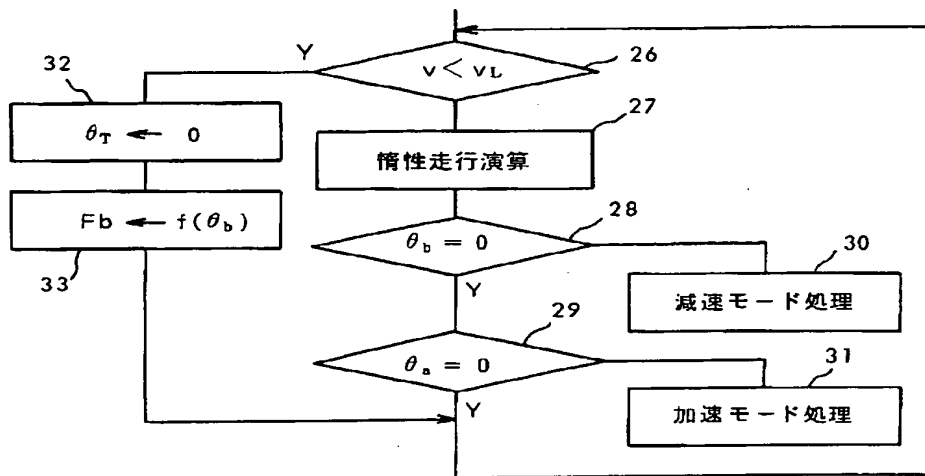 Y
26
v < vL
32
θT ← 0
27
惰性走行演算
Fb ← f(θb)
33
28
θb = 0
Y
30
減速モード処理
29
θa = 0
Y
31
加速モード処理